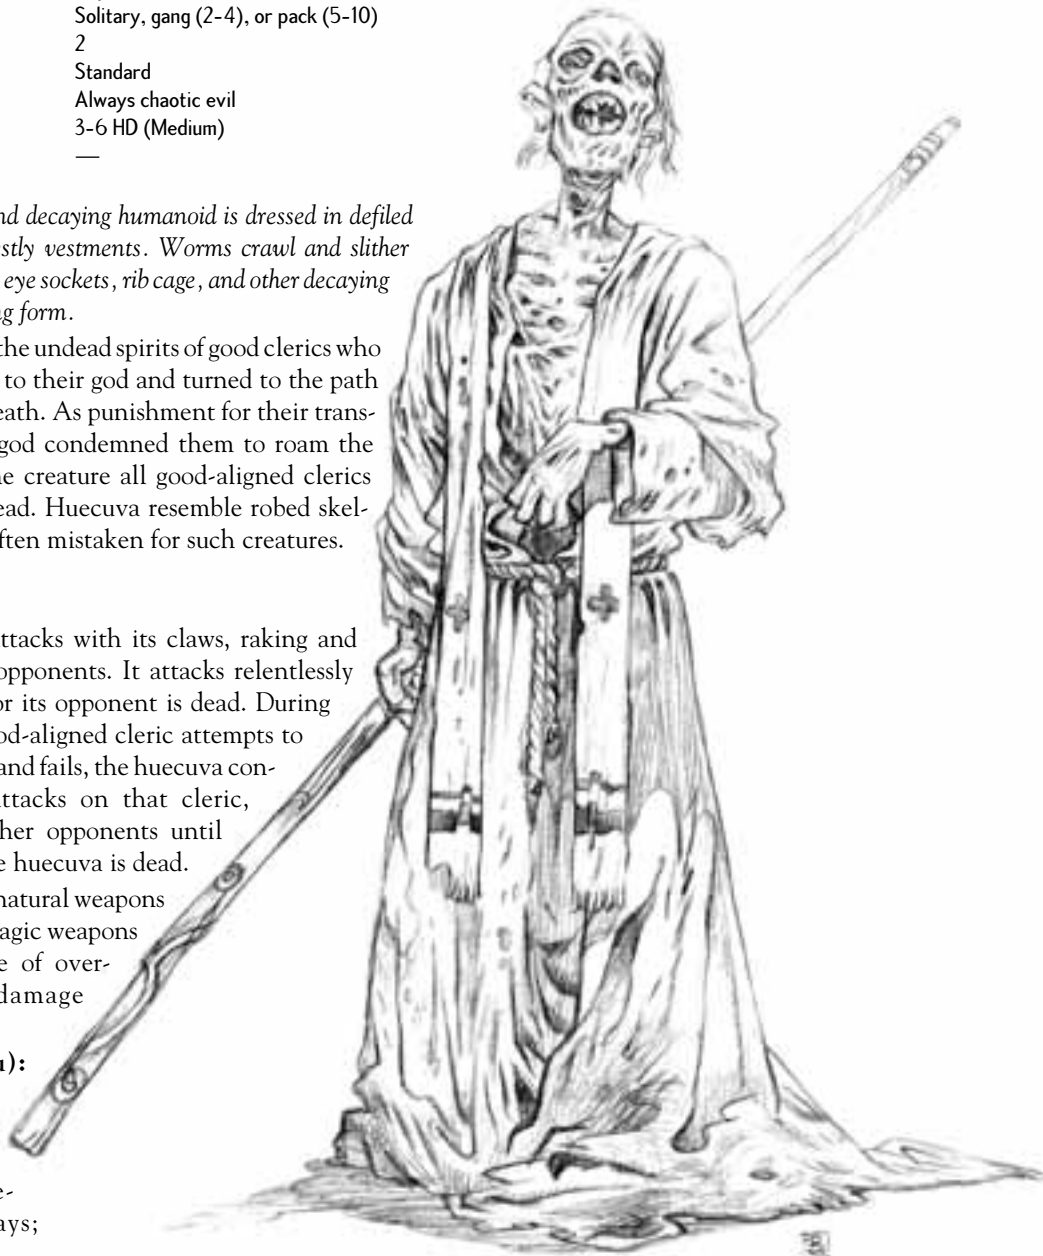 Solitary, gang (2-4), or pack (5-10)
2
Standard
Always chaotic evil
3-6 HD (Medium)
—
nd decaying humanoid is dressed in defiled
stly vestments. Worms crawl and slither
eye sockets, rib cage, and other decaying
g form.
the undead spirits of good clerics who
to their god and turned to the path
eath. As punishment for their trans-
god condemned them to roam the
e creature all good-aligned clerics
ead. Huecuva resemble robed skel-
ften mistaken for such creatures.
ttacks with its claws, raking and
opponents. It attacks relentlessly
or its opponent is dead. During
od-aligned cleric attempts to
and fails, the huecuva con-
ttacks on that cleric,
her opponents until
e huecuva is dead.
natural weapons
agic weapons
e of over-
damage
u):
e-
ays;